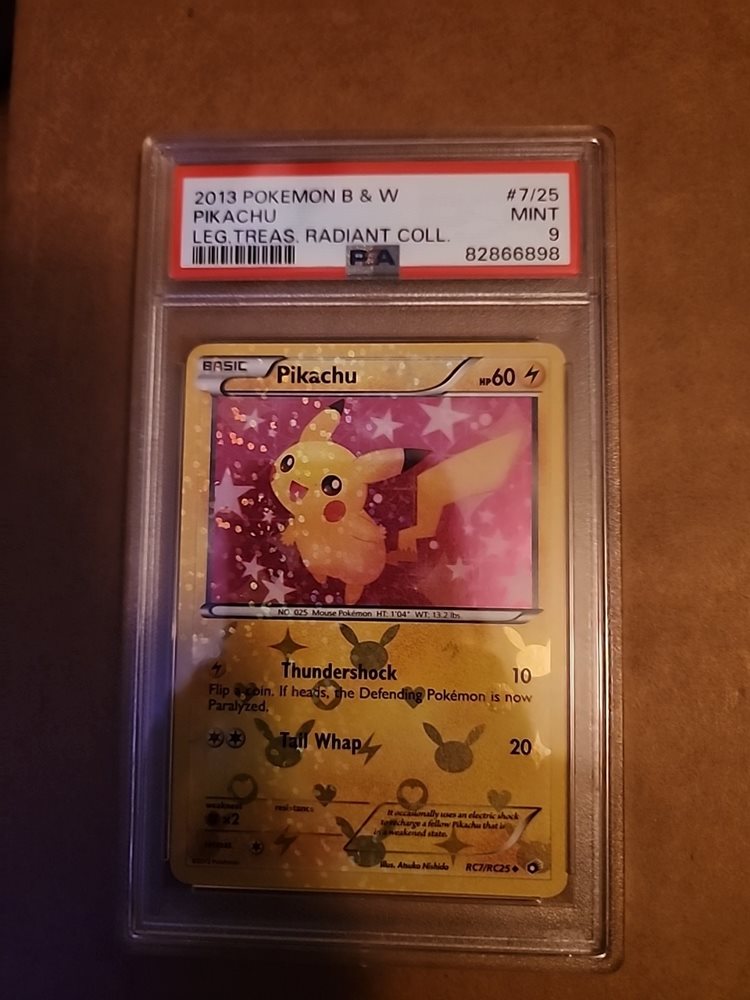 2013 POKEMON B & W #7/25
PIKACHU MINT
LEG.TREAS. RADIANT COLL. 9
PSA 82866898
BASIC Pikachu HP60
NO. 025 Mouse Pokémon HT: 1'04" WT: 13.2 lbs.
Thundershock 10
Flip a coin. If heads, the Defending Pokémon is now
Paralyzed.
Tail Whap 20
weakness resistance
x2
It occasionally uses an electric shock
to recharge a fellow Pikachu that is
in a weakened state.
retreat
Illus. Atsuko Nishida RC7/RC25